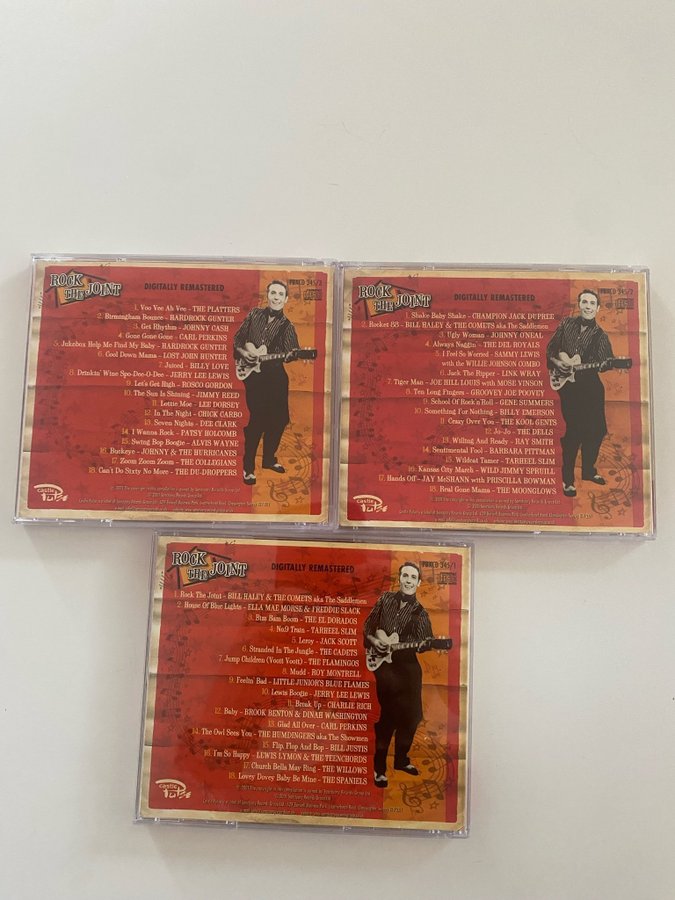 ROCK
THE JOINT
DIGITALLY REMASTERED
PBXCD 345/3
1. Voo Vee Ah Vee - THE PLATTERS
2. Birmingham Bounce - HARDROCK GUNTER
3. Get Rhythm - JOHNNY CASH
4. Gone Gone Gone - CARL PERKINS
5. Jukebox Help Me Find My Baby - HARDROCK GUNTER
6. Cool Down Mama - LOST JOHN HUNTER
7. Juiced - BILLY LOVE
8. Drinkin' Wine Spo-Dee-O-Dee - JERRY LEE LEWIS
9. Let's Get High - ROSCO GORDON
10. The Sun Is Shining - JIMMY REED
11. Lottie Moe - LEE DORSEY
12. In The Night - CHICK CARBO
13. Seven Nights - DEE CLARK
14. I Wanna Rock - PATSY HOLCOMB
15. Swing Bop Boogie - ALVIS WAYNE
16. Buckeye - JOHNNY & THE HURRICANES
17. Zoom Zoom Zoom - THE COLLEGIANS
18. Can't Do Sixty No More - THE DU-DROPPERS
Castle
Pulse
ROCK
THE JOINT
DIGITALLY REMASTERED
345/2
1. Shake Baby Shake - CHAMPION JACK DUPREE
2. Rocket 88 - BILL HALEY & THE COMETS aka The Saddlemen
3. Ugly Woman - JOHNNY O'NEAL
4. Always Naggin' - THE DEL ROYALS
5. I Feel So Worried - SAMMY LEWIS
with the WILLIE JOHNSON COMBO
6. Jack The Ripper - LINK WRAY
7. Tiger Man - JOE HILL LOUIS with MOSE VINSON
8. Ten Long Fingers - GROOVEY JOE POOVEY
9. School Of Rock'n'Roll - GENE SUMMERS
10. Something For Nothing - BILLY EMERSON
11. Crazy Over You - THE KOOL GENTS
12. Jo-Jo - THE DELLS
13. Willing And Ready - RAY SMITH
14. Sentimental Fool - BARBARA PITTMAN
15. Wildcat Tamer - TARHEEL SLIM
16. Kansas City March - WILD JIMMY SPRUILL
17. Hands Off - JAY McSHANN with PRISCILLA BOWMAN
18. Real Gone Mama - THE MOONGLOWS
Castle
Pulse
ROCK
THE JOINT
DIGITALLY REMASTERED
345/1
1. Rock The Joint - BILL HALEY & THE COMETS aka The Saddlemen
2. House Of Blue Lights - ELLA MAE MORSE & FREDDIE SLACK
3. Bim Bam Boom - THE EL DORADOS
4. No.9 Train - TARHEEL SLIM
5. Leroy - JACK SCOTT
6. Stranded In The Jungle - THE CADETS
7. Jump Children (Vooit Vooit) - THE FLAMINGOS
8. Mudd - ROY MONTRELL
9. Feelin' Bad - LITTLE JUNIOR'S BLUE FLAMES
10. Lewis Boogie - JERRY LEE LEWIS
11. Break Up - CHARLIE RICH
12. Baby - BROOK BENTON & DINAH WASHINGTON
13. Glad All Over - CARL PERKINS
14. The Owl Sees You - THE HUMDINGERS aka The Showmen
15. Flip, Flop And Bop - BILL JUSTIS
16. I'm So Happy - LEWIS LYMON & THE TEENCHORDS
17. Church Bells May Ring - THE WILLOWS
18. Lovey Dovey Baby Be Mine - THE SPANIELS
Castle
Pulse